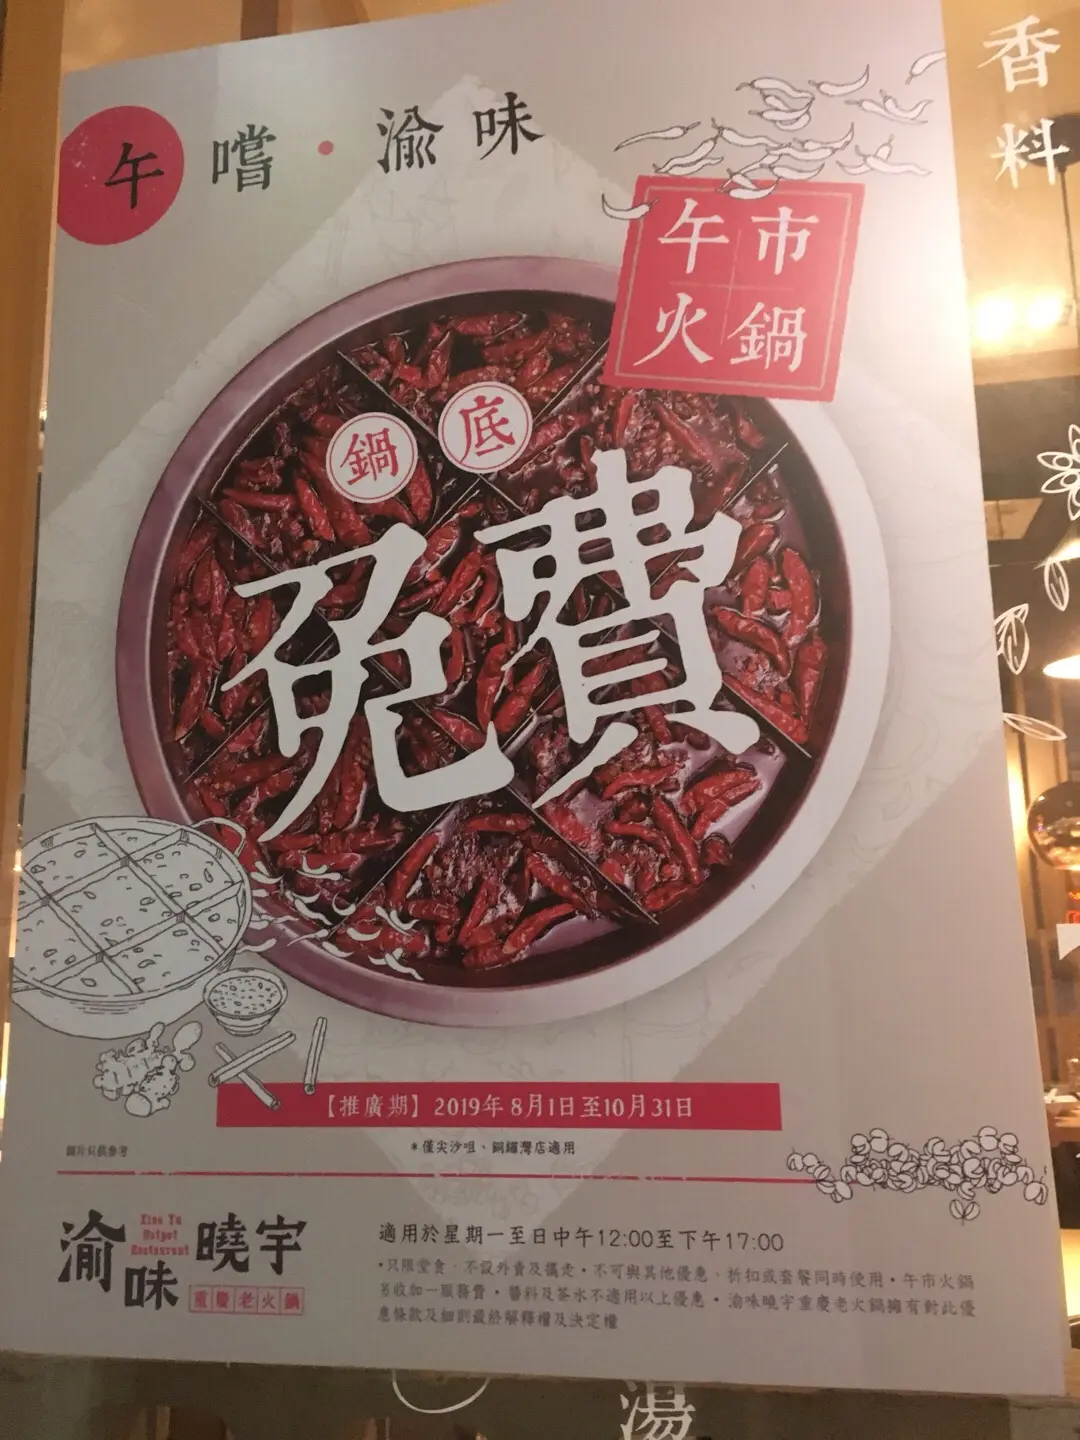 午嚐・渝味
香料
午市
火鍋
鍋底
免費
【推廣期】2019年8月1日至10月31日
*僅尖沙咀、銅鑼灣店適用
圖片只供參考
渝味曉宇
Xiao Yu
Hotpot
Restaurant
重慶老火鍋
適用於星期一至日中午12:00至下午17:00
•只限堂食，不設外賣及攜走•不可與其他優惠、折扣或套餐同時使用•午市火鍋
另收加一服務費•醬料及茶水不適用以上優惠•渝味曉宇重慶老火鍋擁有對此優
惠條款及細則最終解釋權及決定權
湯